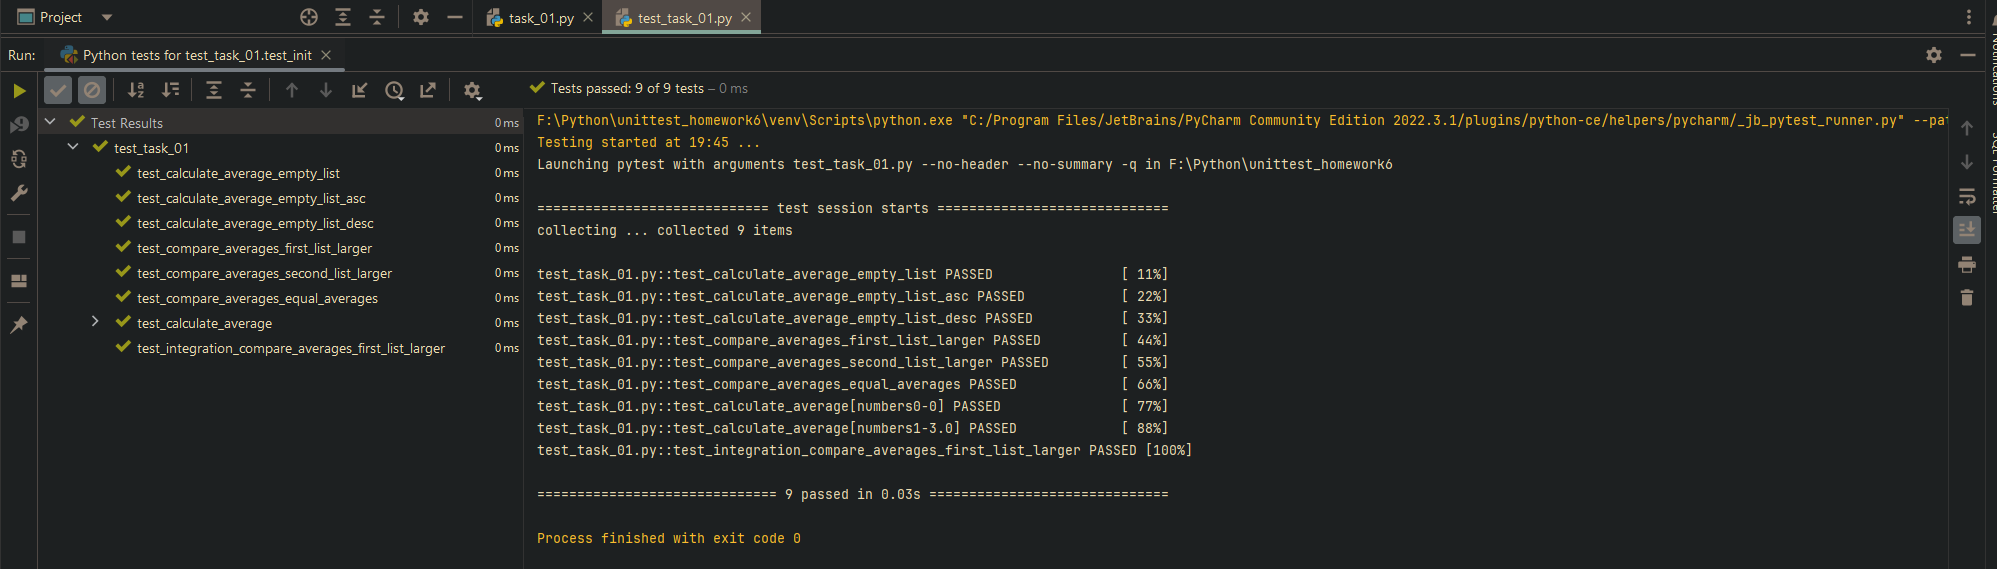 Project
task_01.py
test_task_01.py
Run:
Python tests for test_task_01.test_init
Tests passed: 9 of 9 tests – 0 ms
Test Results 0 ms
test_task_01 0 ms
test_calculate_average_empty_list 0 ms
test_calculate_average_empty_list_asc 0 ms
test_calculate_average_empty_list_desc 0 ms
test_compare_averages_first_list_larger 0 ms
test_compare_averages_second_list_larger 0 ms
test_compare_averages_equal_averages 0 ms
test_calculate_average 0 ms
test_integration_compare_averages_first_list_larger 0 ms
F:\Python\unittest_homework6\venv\Scripts\python.exe "C:/Program Files/JetBrains/PyCharm Community Edition 2022.3.1/plugins/python-ce/helpers/pycharm/_jb_pytest_runner.py" --pat
Testing started at 19:45 ...
Launching pytest with arguments test_task_01.py --no-header --no-summary -q in F:\Python\unittest_homework6
============================= test session starts =============================
collecting ... collected 9 items
test_task_01.py::test_calculate_average_empty_list PASSED [ 11%]
test_task_01.py::test_calculate_average_empty_list_asc PASSED [ 22%]
test_task_01.py::test_calculate_average_empty_list_desc PASSED [ 33%]
test_task_01.py::test_compare_averages_first_list_larger PASSED [ 44%]
test_task_01.py::test_compare_averages_second_list_larger PASSED [ 55%]
test_task_01.py::test_compare_averages_equal_averages PASSED [ 66%]
test_task_01.py::test_calculate_average[numbers0-0] PASSED [ 77%]
test_task_01.py::test_calculate_average[numbers1-3.0] PASSED [ 88%]
test_task_01.py::test_integration_compare_averages_first_list_larger PASSED [100%]
============================== 9 passed in 0.03s ==============================
Process finished with exit code 0
Notifications